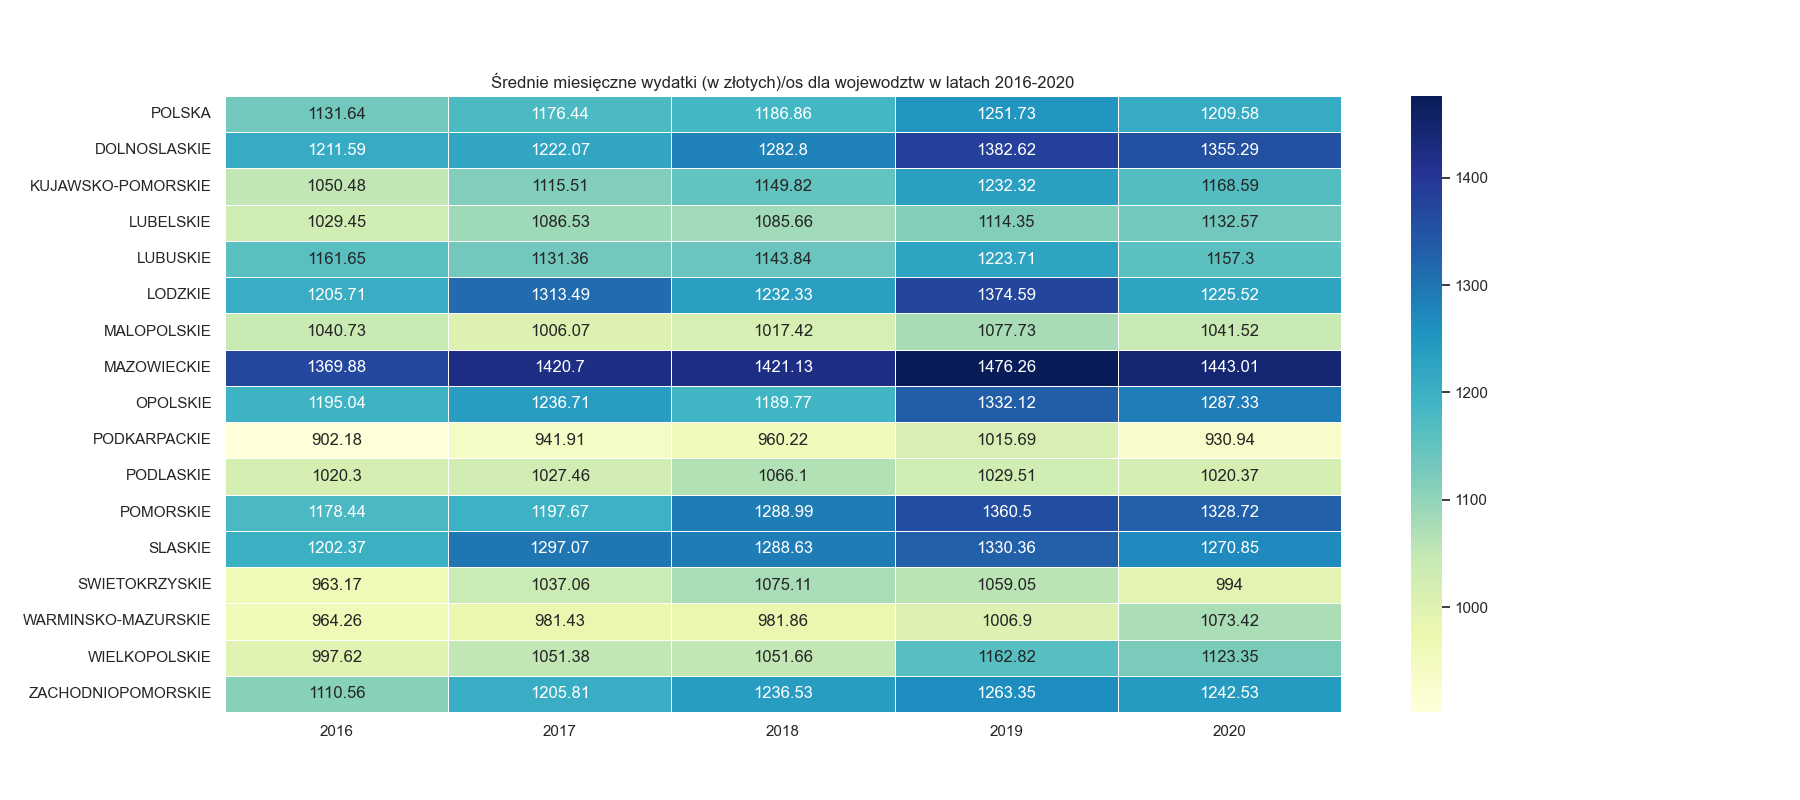 Średnie miesięczne wydatki (w złotych)/os dla wojewodztw w latach 2016-2020
POLSKA 1131.64 1176.44 1186.86 1251.73 1209.58
DOLNOSLASKIE 1211.59 1222.07 1282.8 1382.62 1355.29
KUJAWSKO-POMORSKIE 1050.48 1115.51 1149.82 1232.32 1168.59
LUBELSKIE 1029.45 1086.53 1085.66 1114.35 1132.57
LUBUSKIE 1161.65 1131.36 1143.84 1223.71 1157.3
LODZKIE 1205.71 1313.49 1232.33 1374.59 1225.52
MALOPOLSKIE 1040.73 1006.07 1017.42 1077.73 1041.52
MAZOWIECKIE 1369.88 1420.7 1421.13 1476.26 1443.01
OPOLSKIE 1195.04 1236.71 1189.77 1332.12 1287.33
PODKARPACKIE 902.18 941.91 960.22 1015.69 930.94
PODLASKIE 1020.3 1027.46 1066.1 1029.51 1020.37
POMORSKIE 1178.44 1197.67 1288.99 1360.5 1328.72
SLASKIE 1202.37 1297.07 1288.63 1330.36 1270.85
SWIETOKRZYSKIE 963.17 1037.06 1075.11 1059.05 994
WARMINSKO-MAZURSKIE 964.26 981.43 981.86 1006.9 1073.42
WIELKOPOLSKIE 997.62 1051.38 1051.66 1162.82 1123.35
ZACHODNIOPOMORSKIE 1110.56 1205.81 1236.53 1263.35 1242.53
2016 2017 2018 2019 2020
1400
1300
1200
1100
1000